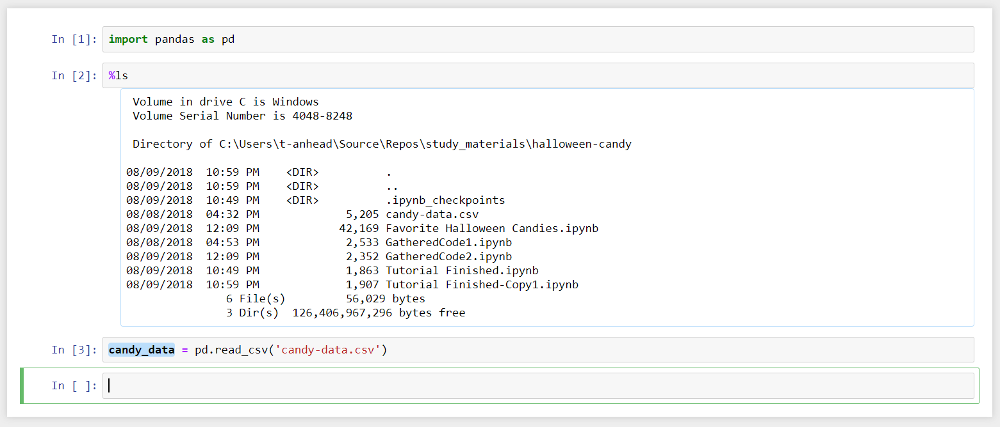 In [1]: import pandas as pd
In [2]: %ls
Volume in drive C is Windows
Volume Serial Number is 4048-8248
Directory of C:\Users\t-anhead\Source\Repos\study_materials\halloween-candy
08/09/2018  10:59 PM    <DIR>          .
08/09/2018  10:59 PM    <DIR>          ..
08/09/2018  10:49 PM    <DIR>          .ipynb_checkpoints
08/08/2018  04:32 PM             5,205 candy-data.csv
08/09/2018  12:09 PM            42,169 Favorite Halloween Candies.ipynb
08/08/2018  04:53 PM             2,533 GatheredCode1.ipynb
08/09/2018  12:09 PM             2,352 GatheredCode2.ipynb
08/09/2018  10:49 PM             1,863 Tutorial Finished.ipynb
08/09/2018  10:59 PM             1,907 Tutorial Finished-Copy1.ipynb
6 File(s)         56,029 bytes
3 Dir(s)  126,406,967,296 bytes free
In [3]: candy_data = pd.read_csv('candy-data.csv')
In [ ]: